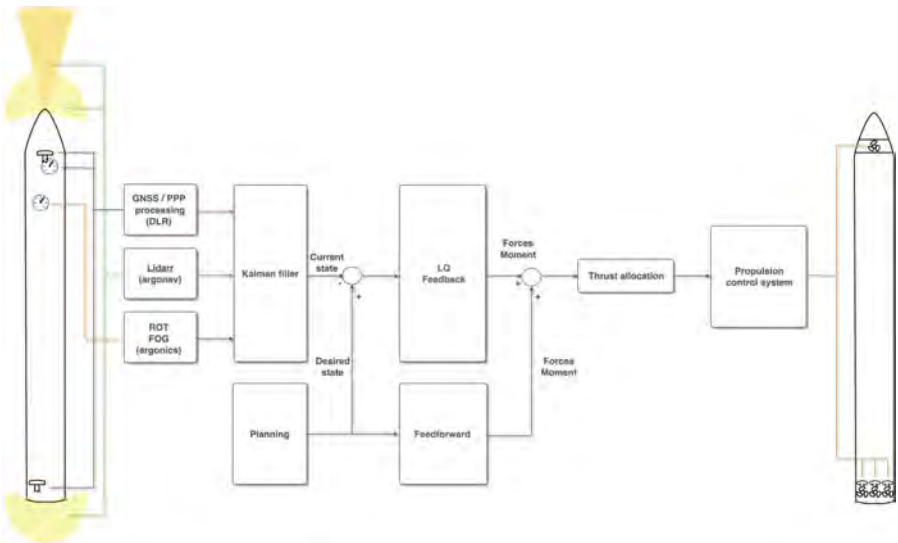 GNSS / PPP
processing
(DLR)
Lidarr
(argonav)
ROT
FOG
(argonics)
Kalman filler
Current
state
-
+
Desired
state
Planning
LQ
Feedback
Feedforward
Forces
Moment
+
+
Forces
Moment
Thrust allocation
Propulsion
control system